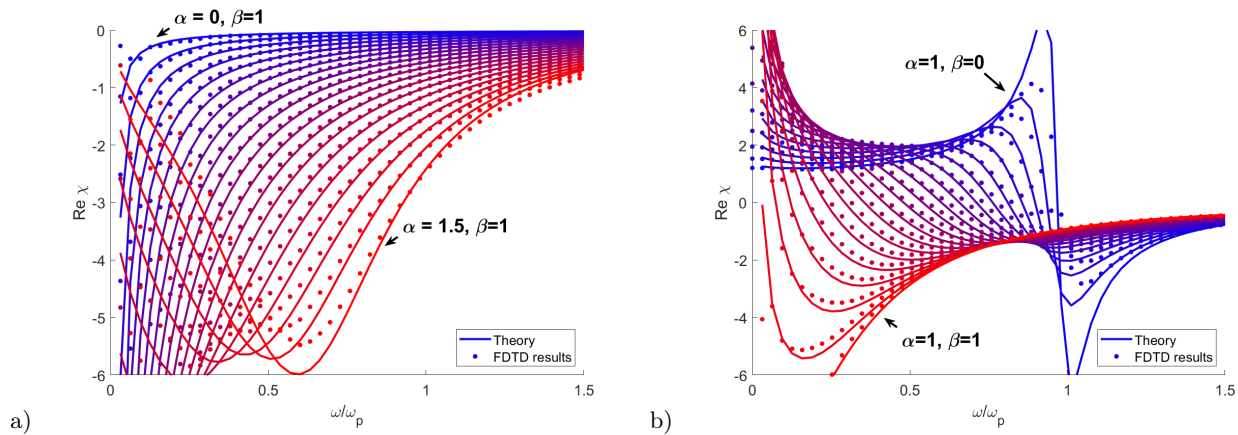 0
-1
-2
-3
-4
-5
-6
Re χ
α = 0, β=1
α = 1.5, β=1
Theory
FDTD results
0 0.5 1 1.5
ω/ωp
a)
6
4
2
0
-2
-4
-6
Re χ
α=1, β=0
α=1, β=1
Theory
FDTD results
0 0.5 1 1.5
ω/ωp
b)